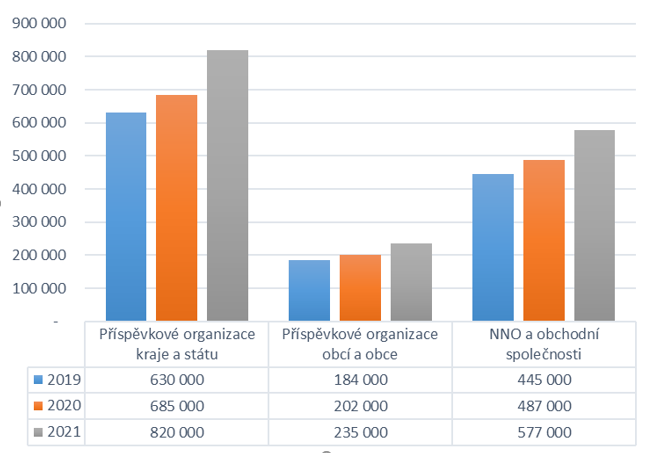 900 000
800 000
700 000
600 000
500 000
400 000
300 000
200 000
100 000
-
Příspěvkové organizace kraje a státu
Příspěvkové organizace obcí a obce
NNO a obchodní společnosti
2019 630 000 184 000 445 000
2020 685 000 202 000 487 000
2021 820 000 235 000 577 000